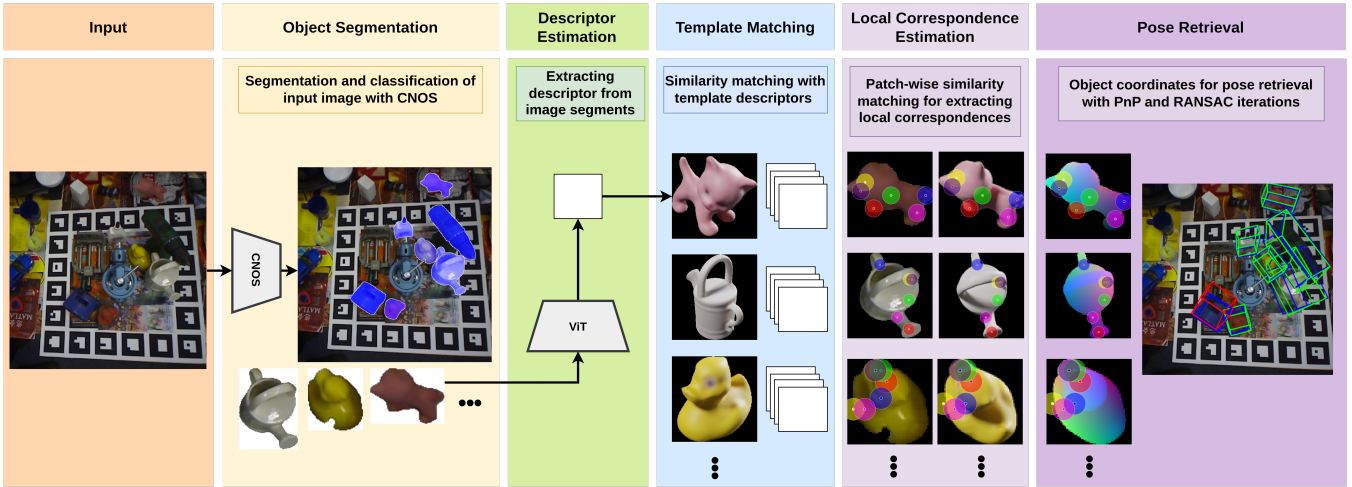 Input
Object Segmentation
Descriptor
Estimation
Template Matching
Local Correspondence
Estimation
Pose Retrieval
Segmentation and classification of
input image with CNOS
Extracting
descriptor from
image segments
Similarity matching with
template descriptors
Patch-wise similarity
matching for extracting
local correspondences
Object coordinates for pose retrieval
with PnP and RANSAC iterations
CNOS
ViT